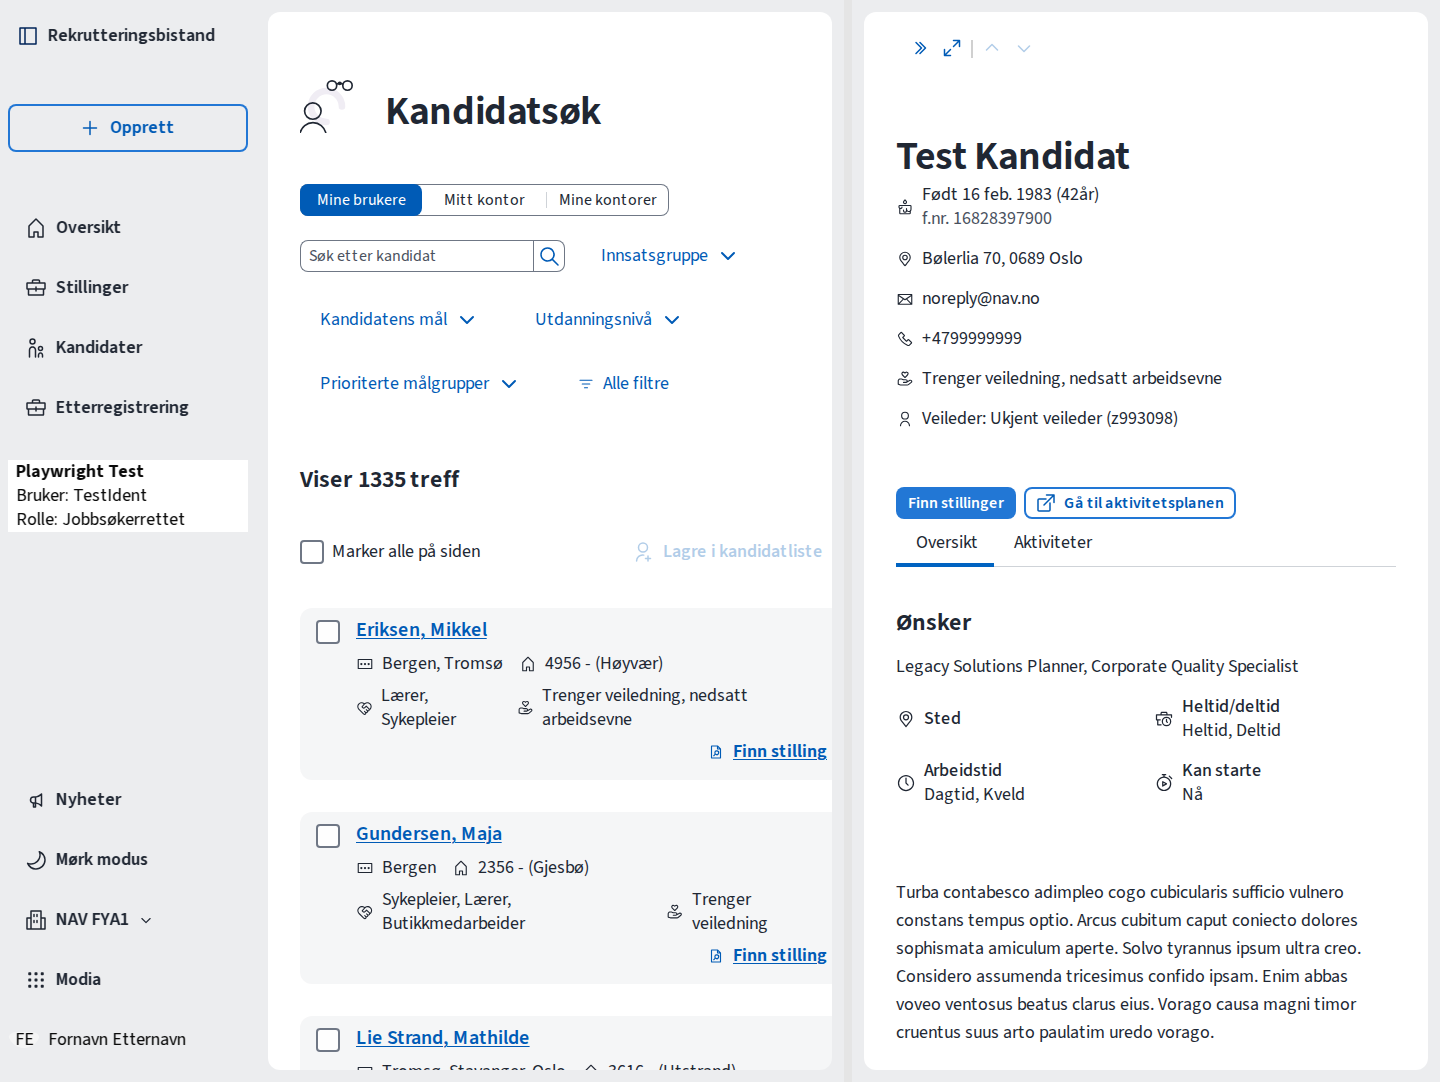 Rekrutteringsbistand
Opprett
Oversikt
Stillinger
Kandidater
Etterregistrering
Playwright Test
Bruker: TestIdent
Rolle: Jobbsøkerrettet
Nyheter
Mørk modus
NAV FYA1
Modia
FE Fornavn Etternavn
Kandidatsøk
Mine brukere Mitt kontor Mine kontorer
Søk etter kandidat
Innsatsgruppe
Kandidatens mål Utdanningsnivå
Prioriterte målgrupper Alle filtre
Viser 1335 treff
Marker alle på siden Lagre i kandidatliste
Eriksen, Mikkel
Bergen, Tromsø 4956 - (Høyvær)
Lærer, Sykepleier
Trenger veiledning, nedsatt arbeidsevne
Finn stilling
Gundersen, Maja
Bergen 2356 - (Gjesbø)
Sykepleier, Lærer, Butikkmedarbeider
Trenger veiledning
Finn stilling
Lie Strand, Mathilde
Tromsø, Stavanger, Oslo 3616 - (Utstrand)
Test Kandidat
Født 16 feb. 1983 (42år)
f.nr. 16828397900
Bølerlia 70, 0689 Oslo
noreply@nav.no
+4799999999
Trenger veiledning, nedsatt arbeidsevne
Veileder: Ukjent veileder (z993098)
Finn stillinger Gå til aktivitetsplanen
Oversikt Aktiviteter
Ønsker
Legacy Solutions Planner, Corporate Quality Specialist
Sted
Heltid/deltid
Heltid, Deltid
Arbeidstid
Dagtid, Kveld
Kan starte
Nå
Turba contabesco adimpleo cogo cubicularis sufficio vulnero
constans tempus optio. Arcus cubitum caput coniecto dolores
sophismata amiculum aperte. Solvo tyrannus ipsum ultra creo.
Considero assumenda tricesimus confido ipsam. Enim abbas
voveo ventosus beatus clarus eius. Vorago causa magni timor
cruentus suus arto paulatim uredo vorago.